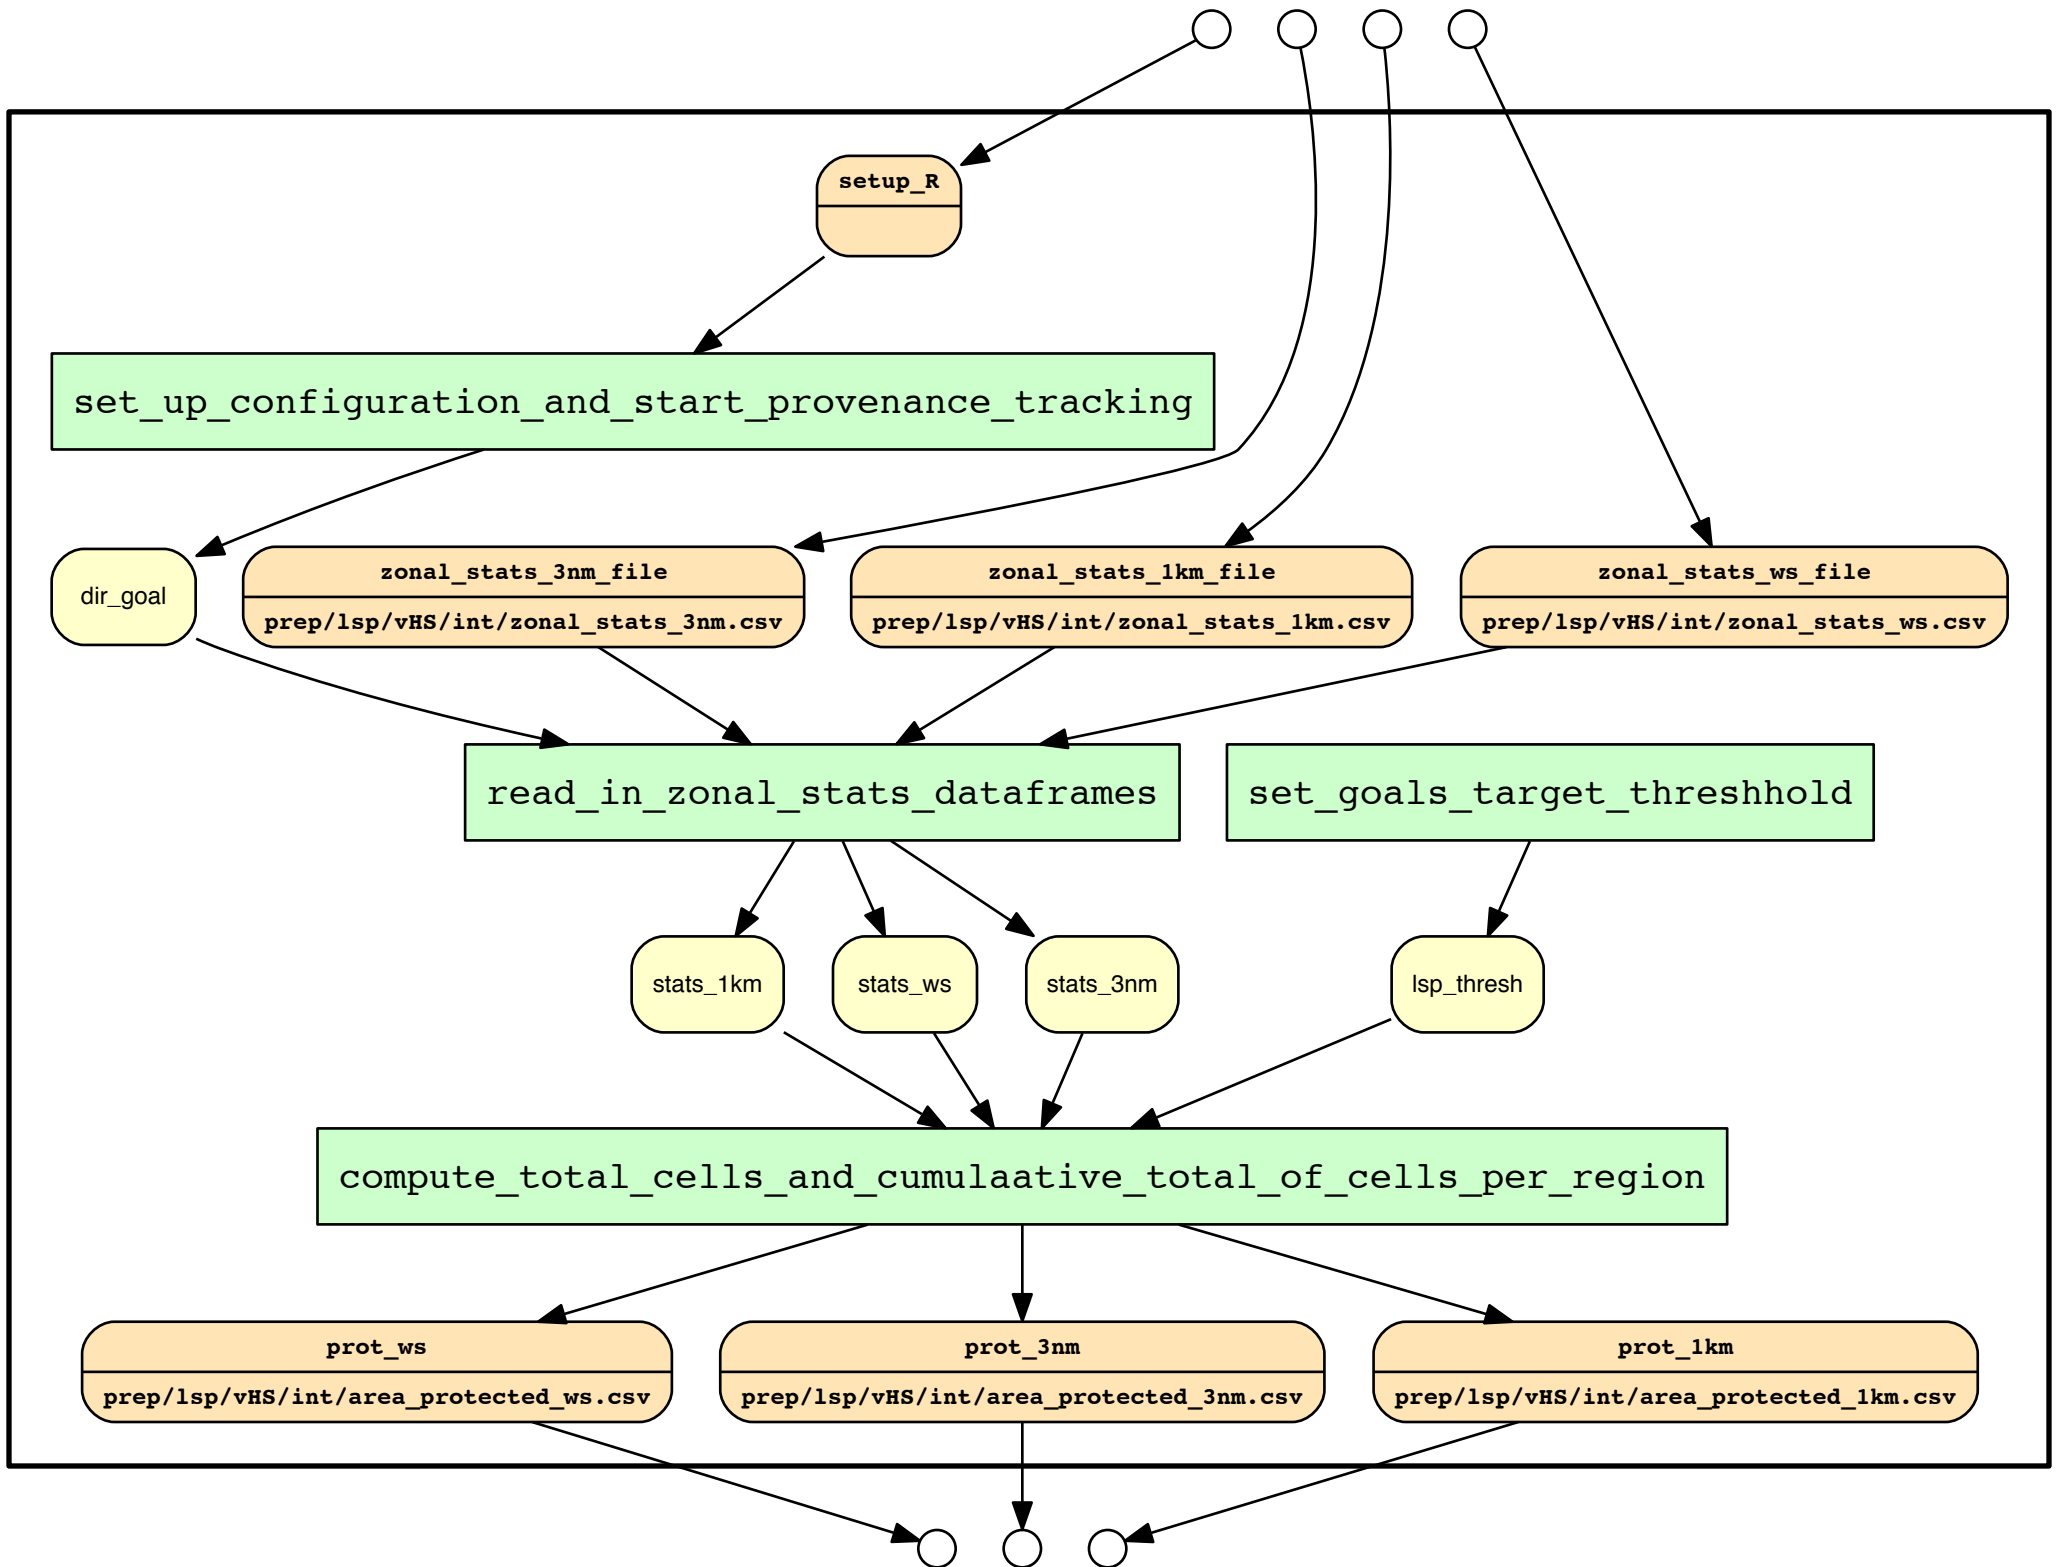 setup_R
set_up_configuration_and_start_provenance_tracking
dir_goal
zonal_stats_3nm_file
prep/lsp/vHS/int/zonal_stats_3nm.csv
zonal_stats_1km_file
prep/lsp/vHS/int/zonal_stats_1km.csv
zonal_stats_ws_file
prep/lsp/vHS/int/zonal_stats_ws.csv
read_in_zonal_stats_dataframes
set_goals_target_threshhold
stats_1km
stats_ws
stats_3nm
lsp_thresh
compute_total_cells_and_cumulaative_total_of_cells_per_region
prot_ws
prep/lsp/vHS/int/area_protected_ws.csv
prot_3nm
prep/lsp/vHS/int/area_protected_3nm.csv
prot_1km
prep/lsp/vHS/int/area_protected_1km.csv